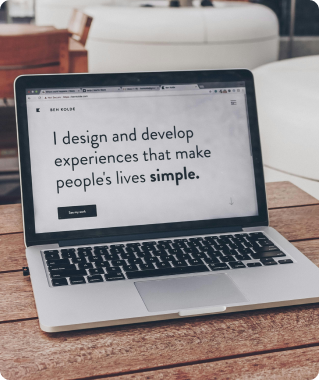 BEN KOLDE
I design and develop
experiences that make
people's lives simple.
See my work